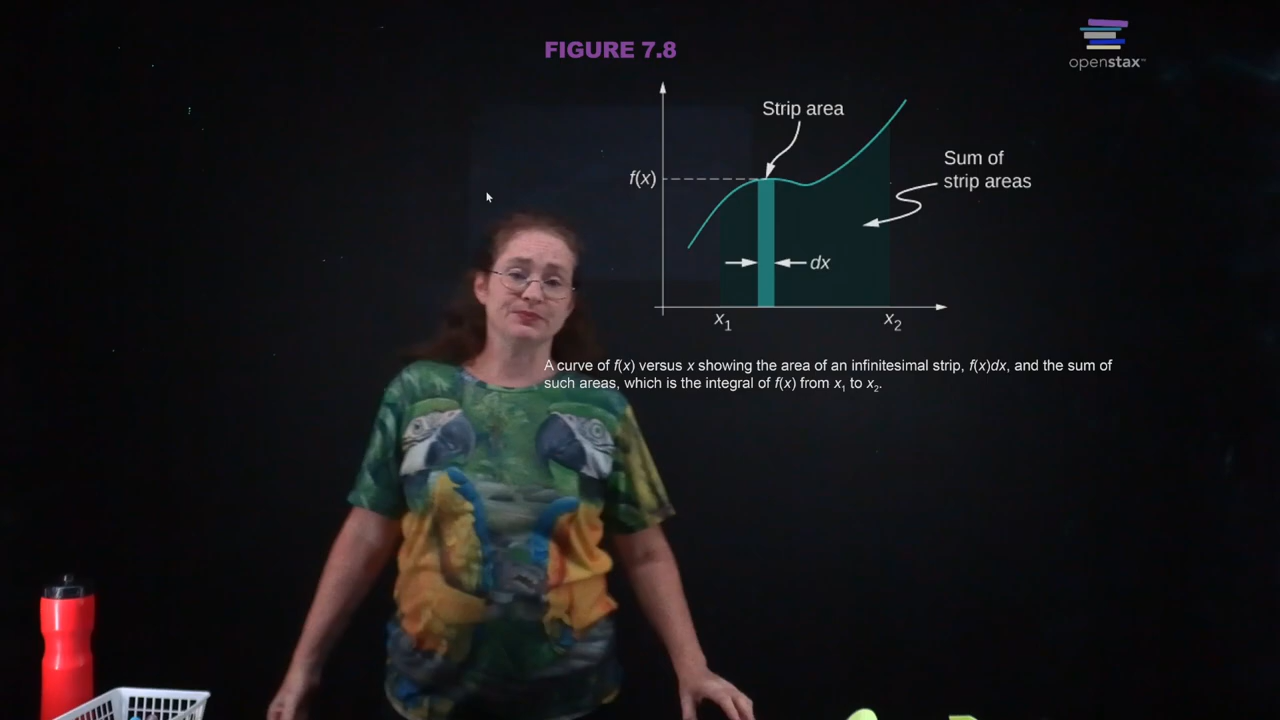 FIGURE 7.8
openstax™
Strip area
f(x)
Sum of
strip areas
dx
x₁
x₂
A curve of f(x) versus x showing the area of an infinitesimal strip, f(x)dx, and the sum of
such areas, which is the integral of f(x) from x₁ to x₂.